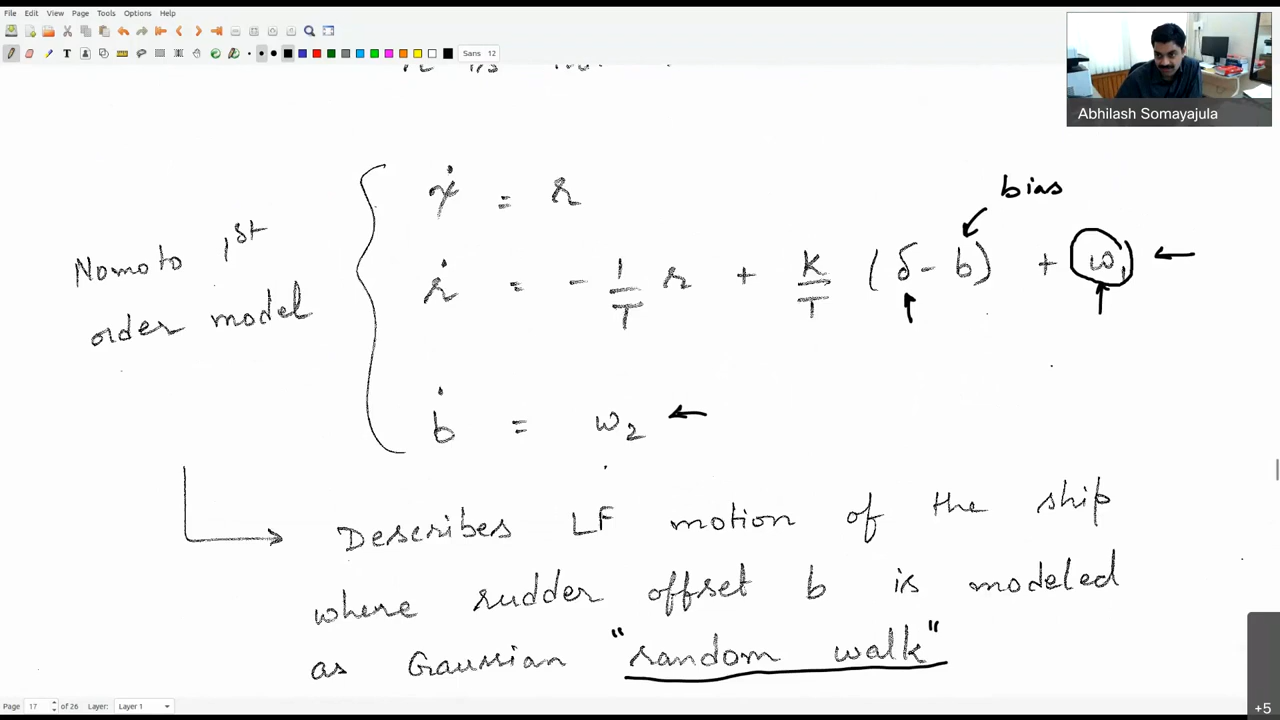 File Edit View Page Tools Options Help
Sans 12
Abhilash Somayajula
bias
ψ̇ = r
Nomoto 1st
order model
ṙ = - 1/T r + K/T (δ - b) + w1
ḃ = w2
Describes LF motion of the ship
where rudder offset b is modeled
as Gaussian "random walk"
Page 17 of 26 Layer: Layer 1
+5